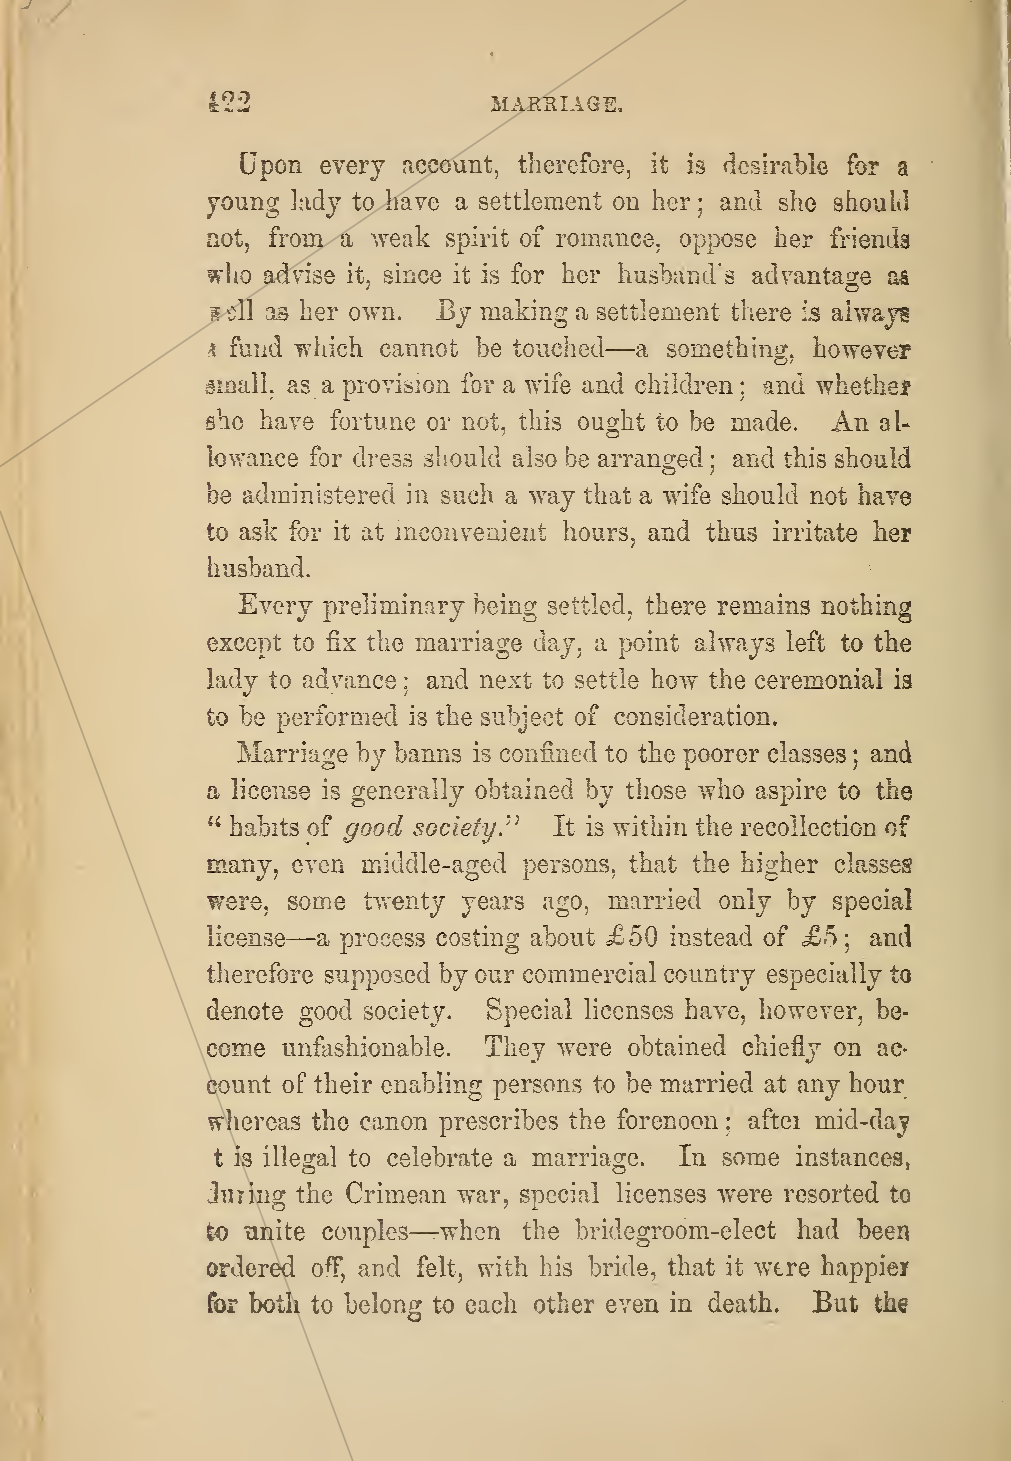 422 MARRIAGE.
Upon every account, therefore, it is desirable for a
young lady to have a settlement on her; and she should
not, from a weak spirit of romance, oppose her friends
who advise it, since it is for her husband's advantage as
well as her own. By making a settlement there is always
a fund which cannot be touched—a something, however
small, as a provision for a wife and children; and whether
she have fortune or not, this ought to be made. An al-
lowance for dress should also be arranged; and this should
be administered in such a way that a wife should not have
to ask for it at inconvenient hours, and thus irritate her
husband.
Every preliminary being settled, there remains nothing
except to fix the marriage day, a point always left to the
lady to advance; and next to settle how the ceremonial is
to be performed is the subject of consideration.
Marriage by banns is confined to the poorer classes; and
a license is generally obtained by those who aspire to the
“habits of good society.” It is within the recollection of
many, even middle-aged persons, that the higher classes
were, some twenty years ago, married only by special
license—a process costing about £50 instead of £5; and
therefore supposed by our commercial country especially to
denote good society. Special licenses have, however, be-
come unfashionable. They were obtained chiefly on ac-
count of their enabling persons to be married at any hour
whereas the canon prescribes the forenoon; after mid-day
t is illegal to celebrate a marriage. In some instances,
during the Crimean war, special licenses were resorted to
to unite couples—when the bridegroom-elect had been
ordered off, and felt, with his bride, that it were happier
for both to belong to each other even in death. But the